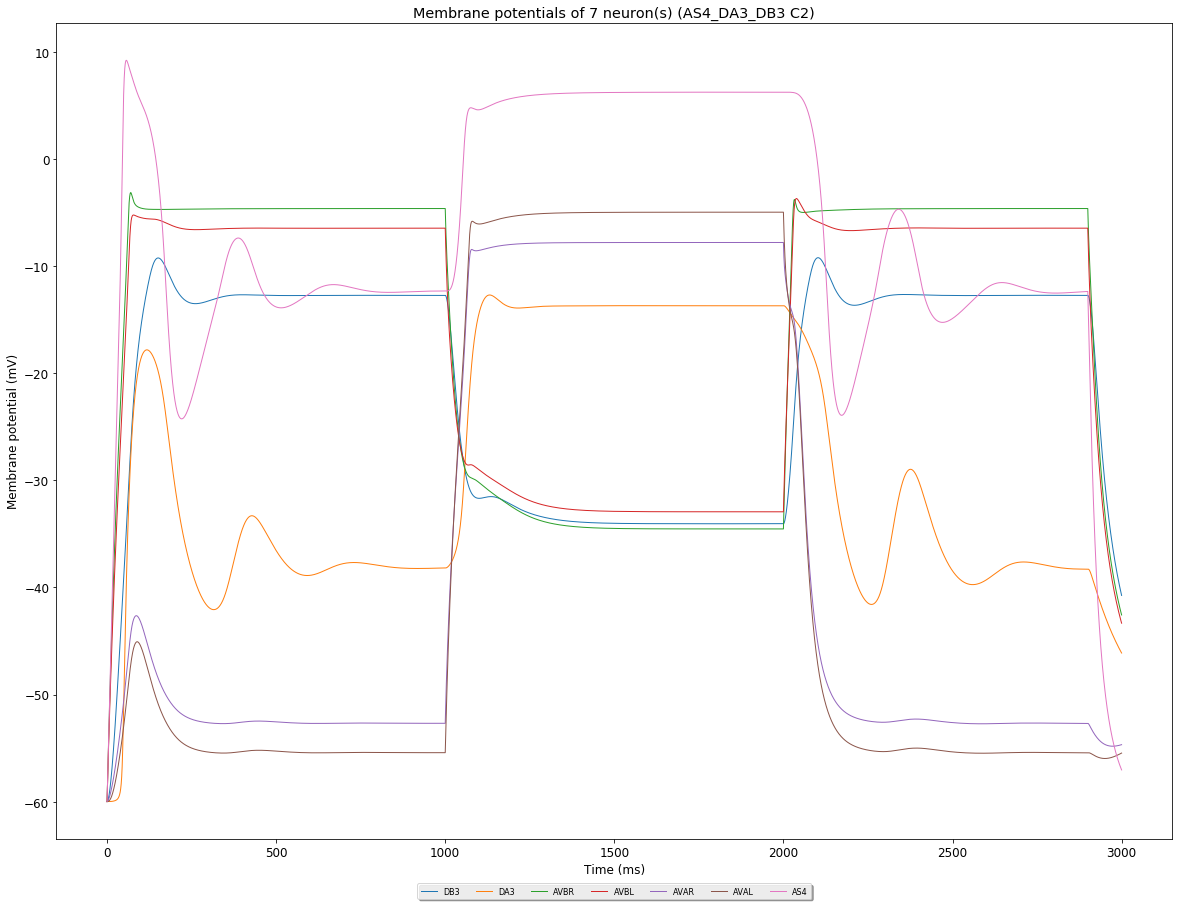 Membrane potentials of 7 neuron(s) (AS4_DA3_DB3 C2)
Membrane potential (mV)
10
0
−10
−20
−30
−40
−50
−60
0 500 1000 1500 2000 2500 3000
Time (ms)
DB3 DA3 AVBR AVBL AVAR AVAL AS4